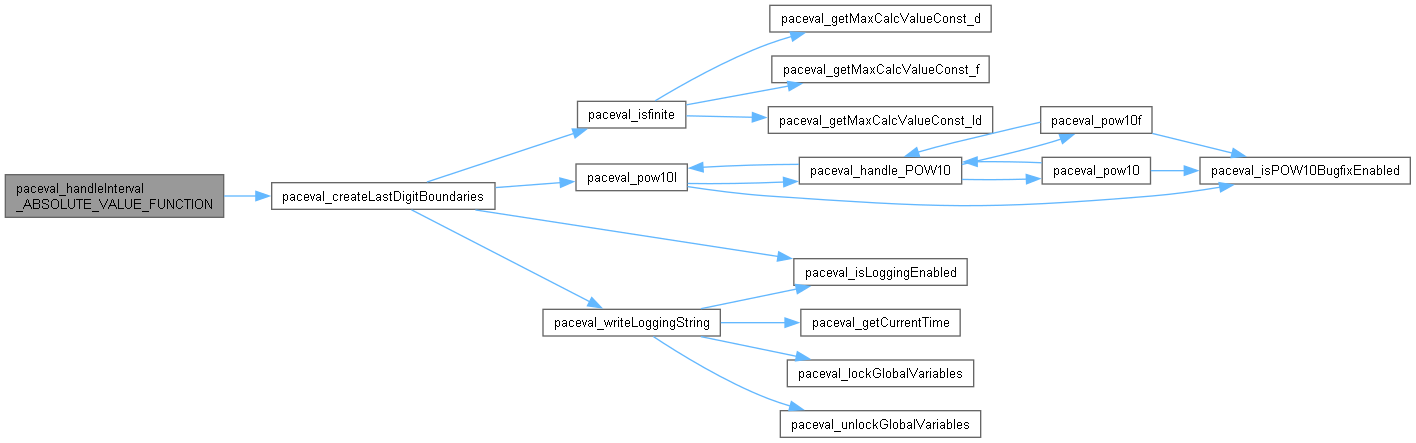 paceval_handleInterval
_ABSOLUTE_VALUE_FUNCTION
paceval_createLastDigitBoundaries
paceval_isfinite
paceval_getMaxCalcValueConst_d
paceval_getMaxCalcValueConst_f
paceval_getMaxCalcValueConst_ld
paceval_pow10l
paceval_handle_POW10
paceval_pow10f
paceval_pow10
paceval_isPOW10BugfixEnabled
paceval_isLoggingEnabled
paceval_writeLoggingString
paceval_getCurrentTime
paceval_lockGlobalVariables
paceval_unlockGlobalVariables